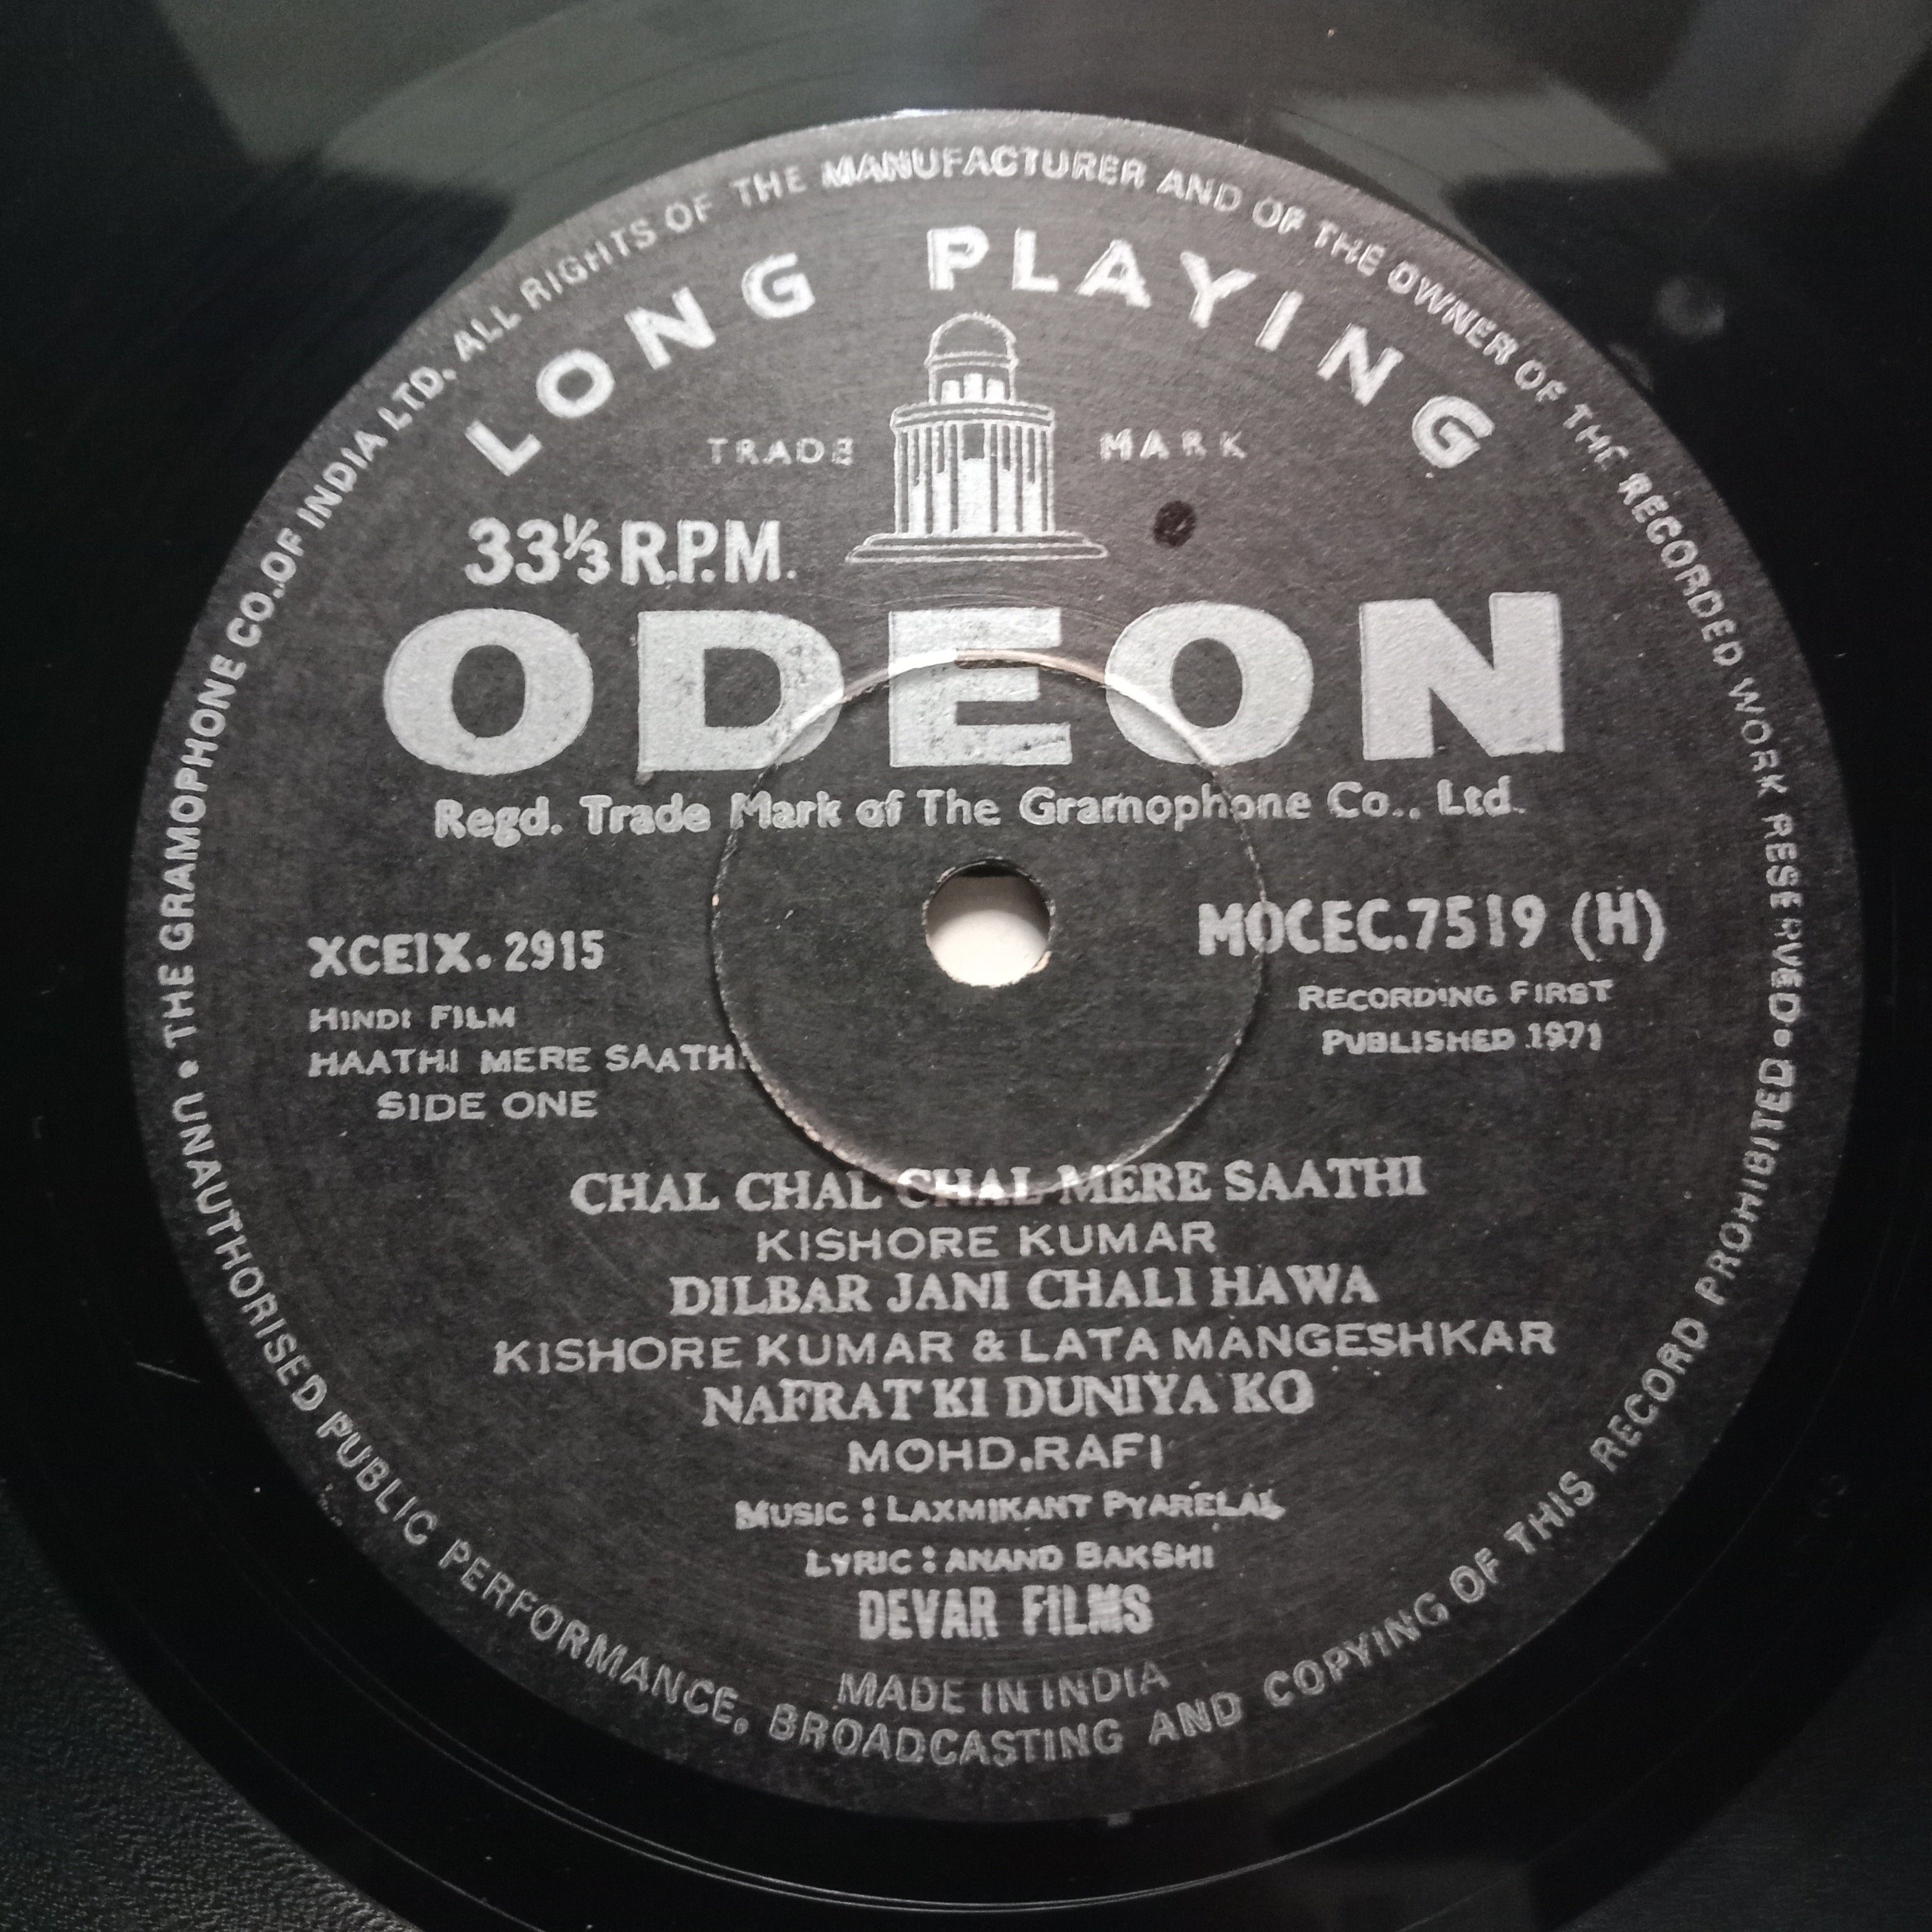 • THE GRAMOPHONE CO. OF INDIA LTD. ALL RIGHTS OF THE MANUFACTURER AND OF THE OWNER OF THE RECORDED WORK RESERVED •
LONG PLAYING
TRADE MARK
33⅓ R.P.M.
ODEON
Regd. Trade Mark of The Gramophone Co., Ltd.
XCEIX. 2915
HINDI FILM
HAATHI MERE SAATHI
SIDE ONE
MOCEC.7519 (H)
RECORDING FIRST
PUBLISHED 1971
CHAL CHAL CHAL MERE SAATHI
KISHORE KUMAR
DILBAR JANI CHALI HAWA
KISHORE KUMAR & LATA MANGESHKAR
NAFRAT KI DUNIYA KO
MOHD.RAFI
MUSIC : LAXMIKANT PYARELAL
LYRIC : ANAND BAKSHI
DEVAR FILMS
MADE IN INDIA
UNAUTHORISED PUBLIC PERFORMANCE, BROADCASTING AND COPYING OF THIS RECORD PROHIBITED